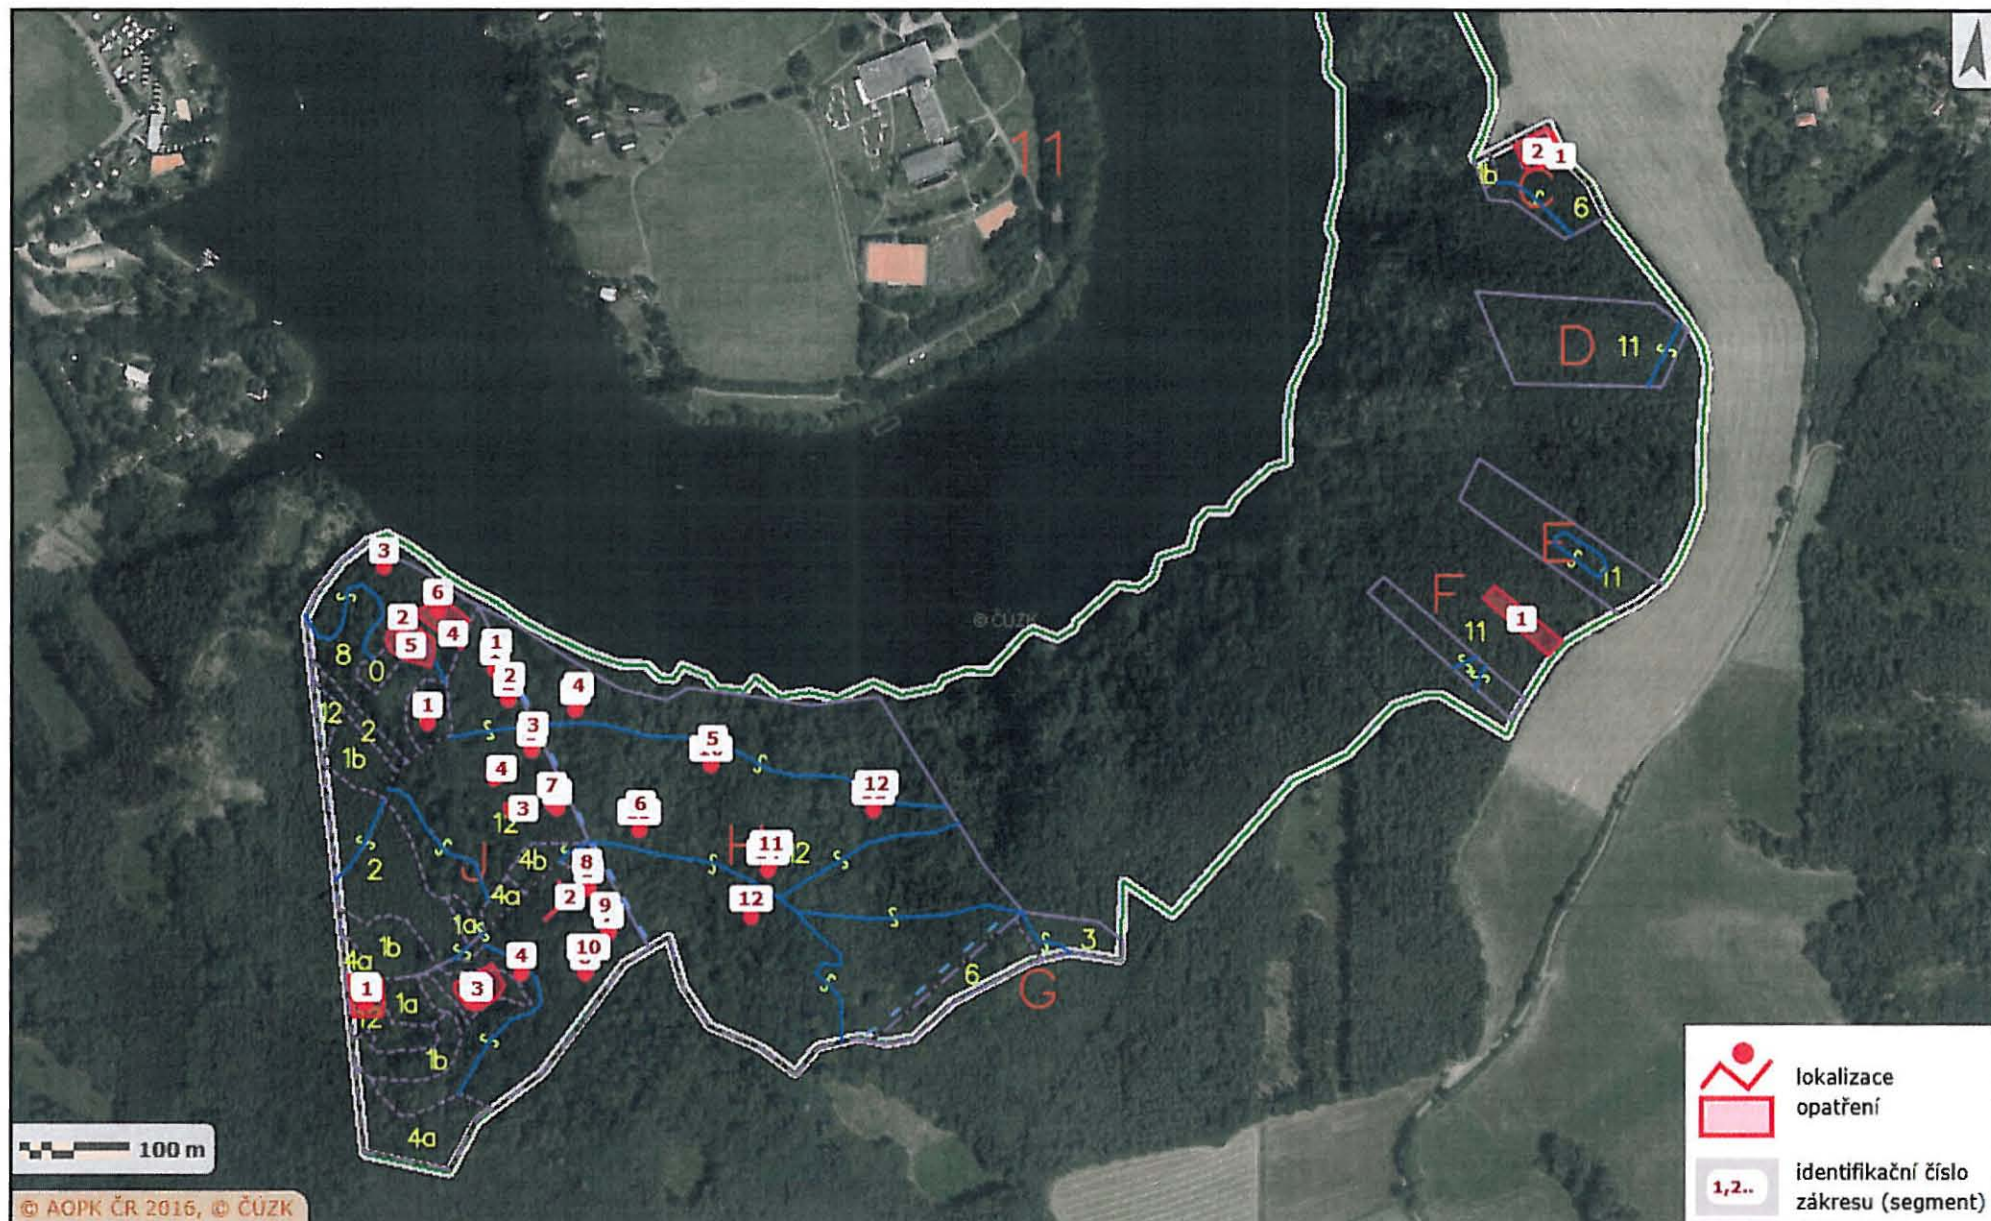 11
2
1
1b
C
6
D
11
E
11
F
1
11
© ČÚZK
3
6
2
4
5
8
0
1
2
4
12
2
1
3
1b
5
4
7
12
3
6
12
H
11
12
J
4b
8
2
4a
2
9
12
1a
1b
10
4
3
4a
6
G
1
3
1a
12
1b
4a
100 m
© AOPK ČR 2016, © ČÚZK
lokalizace
opatření
1,2..
identifikační číslo
zákresu (segment)